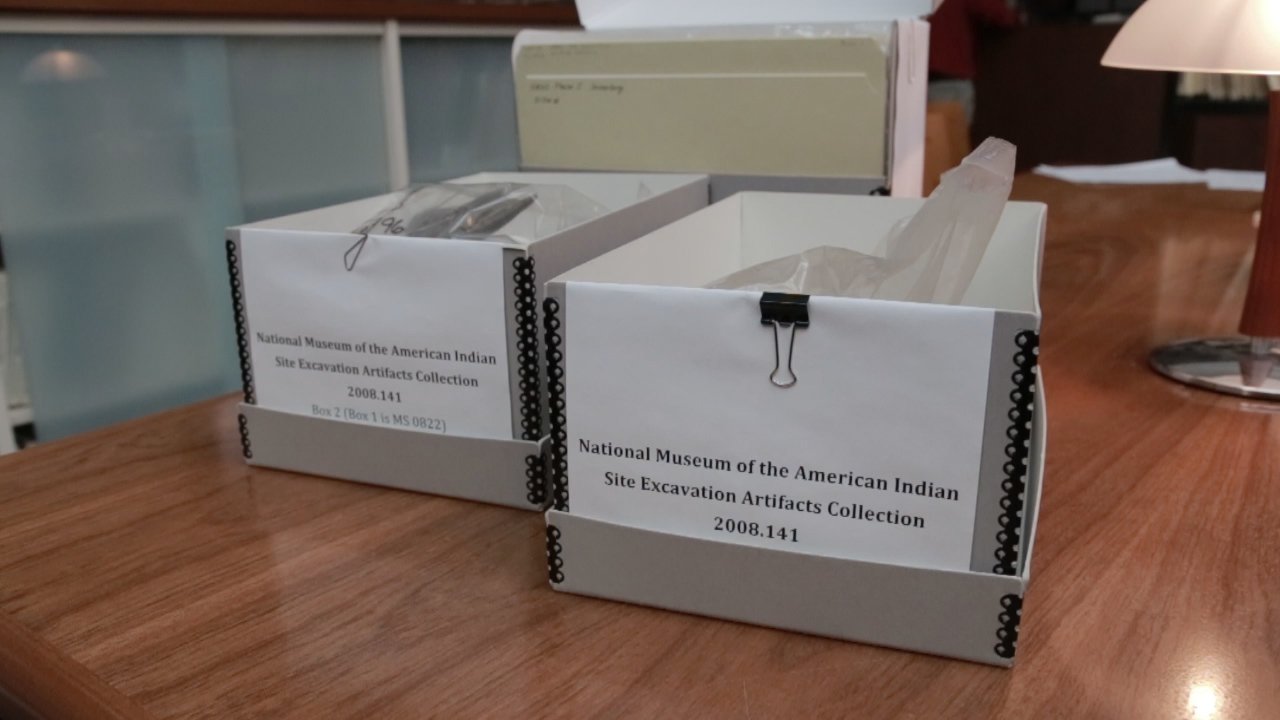 %
National Museum of the American Indian
Site Excavation Artifacts Collection
2008.141
Box 2 (Box 1 is MS 0822)
National Museum of the American Indian
Site Excavation Artifacts Collection
2008.141